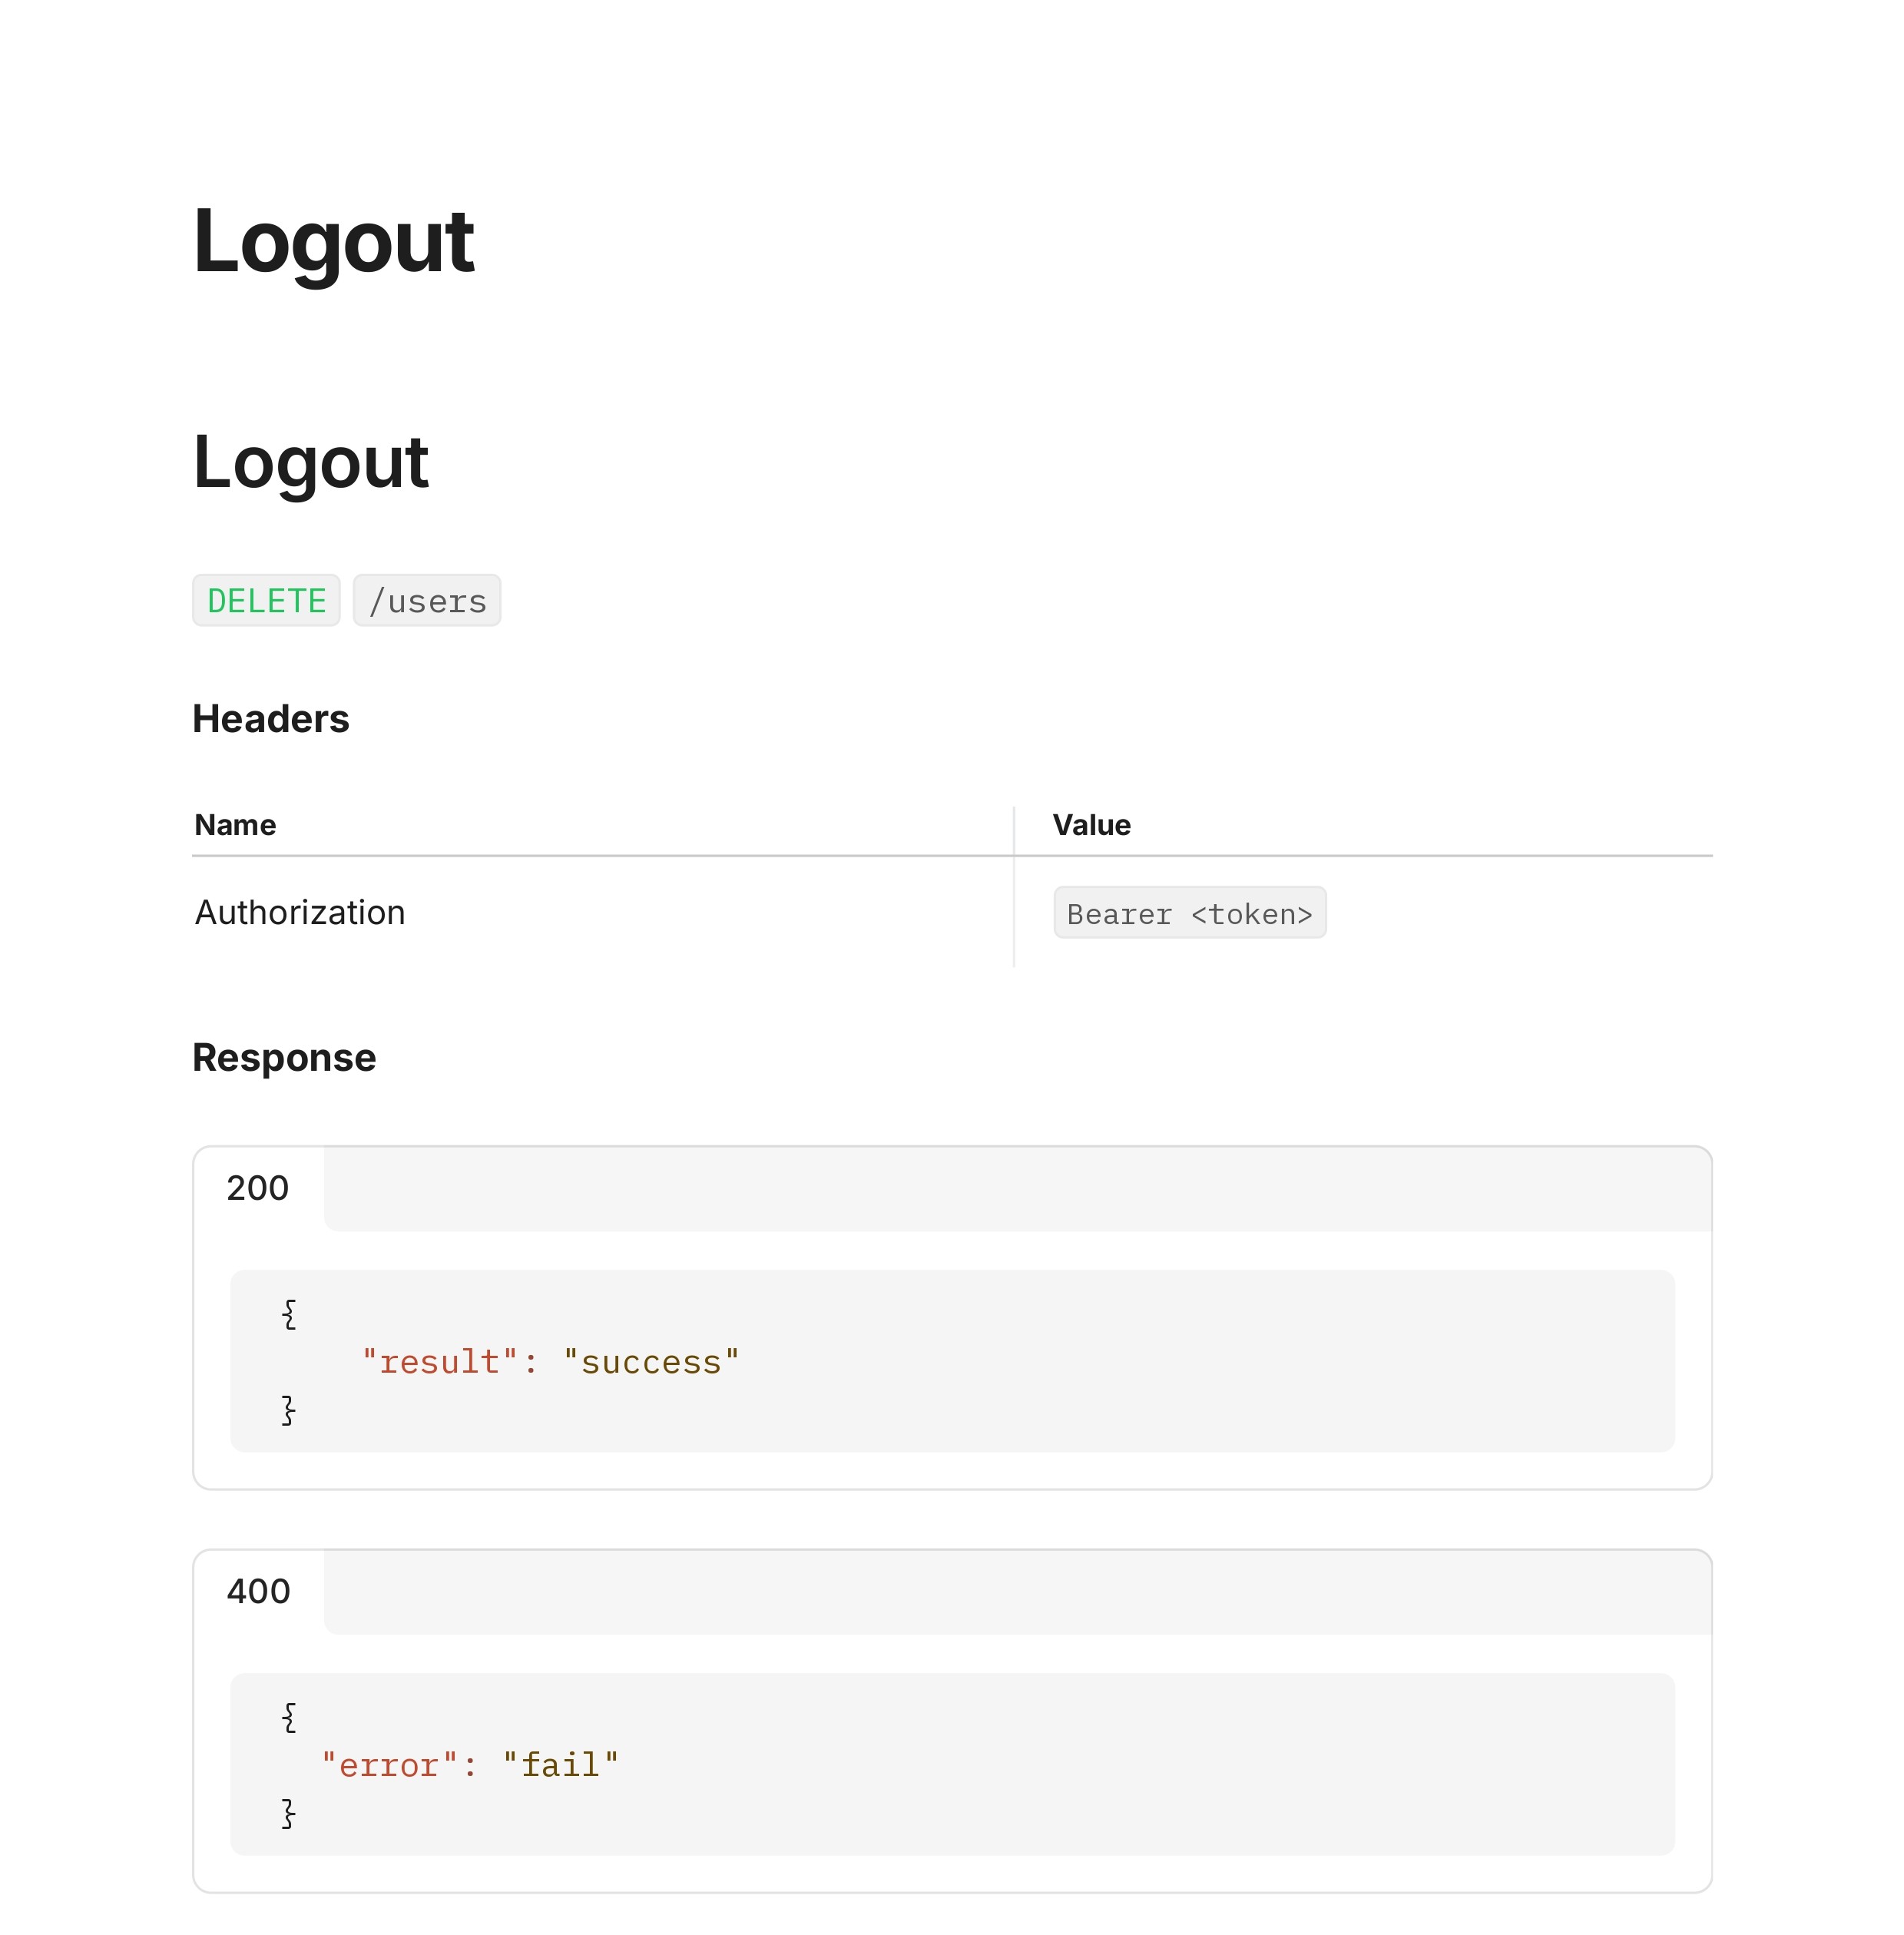 Logout
Logout
DELETE /users
Headers
Name Value
Authorization Bearer <token>
Response
200
{
    "result": "success"
}
400
{
  "error": "fail"
}